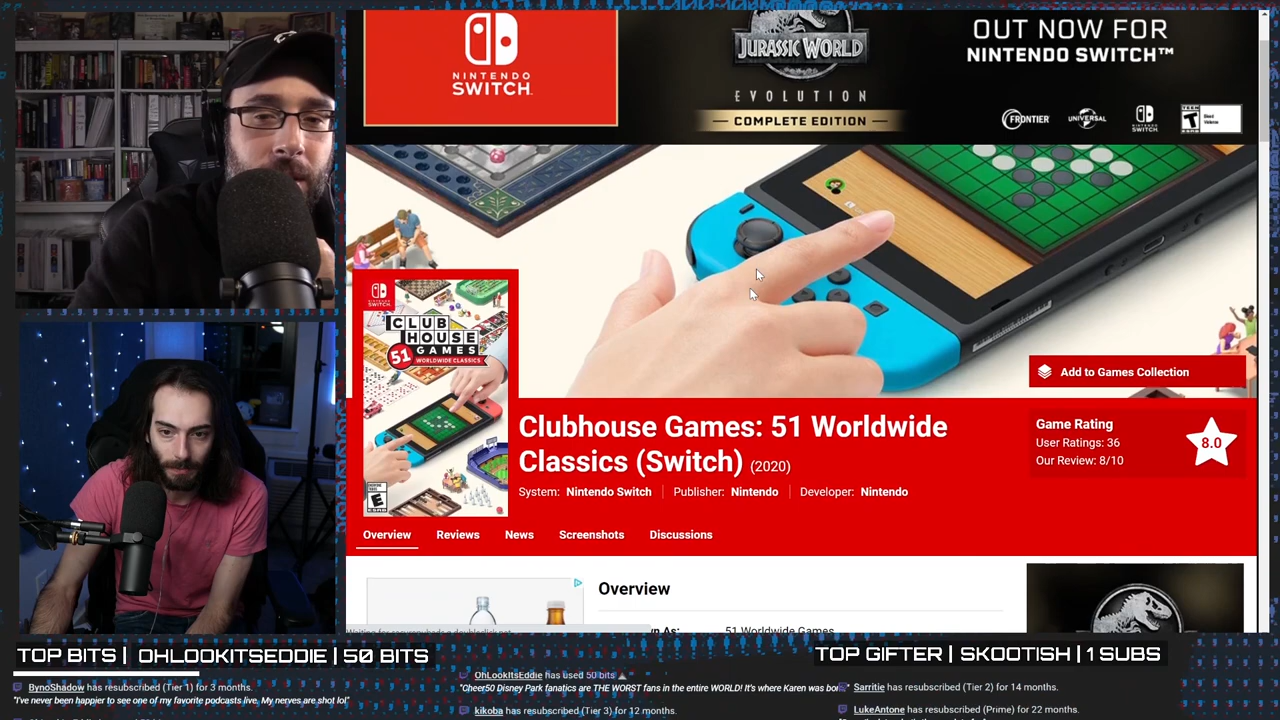 NINTENDO
SWITCH
JURASSIC WORLD
EVOLUTION
COMPLETE EDITION
OUT NOW FOR
NINTENDO SWITCH™
FRONTIER
UNIVERSAL
TEEN
T
CLUB
HOUSE
GAMES
51 WORLDWIDE CLASSICS
E
Add to Games Collection
Clubhouse Games: 51 Worldwide
Classics (Switch) (2020)
System: Nintendo Switch
Publisher: Nintendo
Developer: Nintendo
Game Rating
User Ratings: 36
Our Review: 8/10
8.0
Overview
Reviews
News
Screenshots
Discussions
Overview
51 Worldwide Games
TOP BITS | OHLOOKITSEDDIE | 50 BITS
TOP GIFTER | SKOOTISH | 1 SUBS
BynoShadow has resubscribed (Tier 1) for 3 months.
"I've never been happier to see one of my favorite podcasts live. My nerves are shot lol"
OhLookItsEddie has used 50 bits
"Cheer50 Disney Park fanatics are THE WORST fans in the entire WORLD! It's where Karen was
kikoba has resubscribed (Tier 3) for 12 months.
Sarritie has resubscribed (Tier 2) for 14 months.
LukeAntone has resubscribed (Prime) for 22 months.